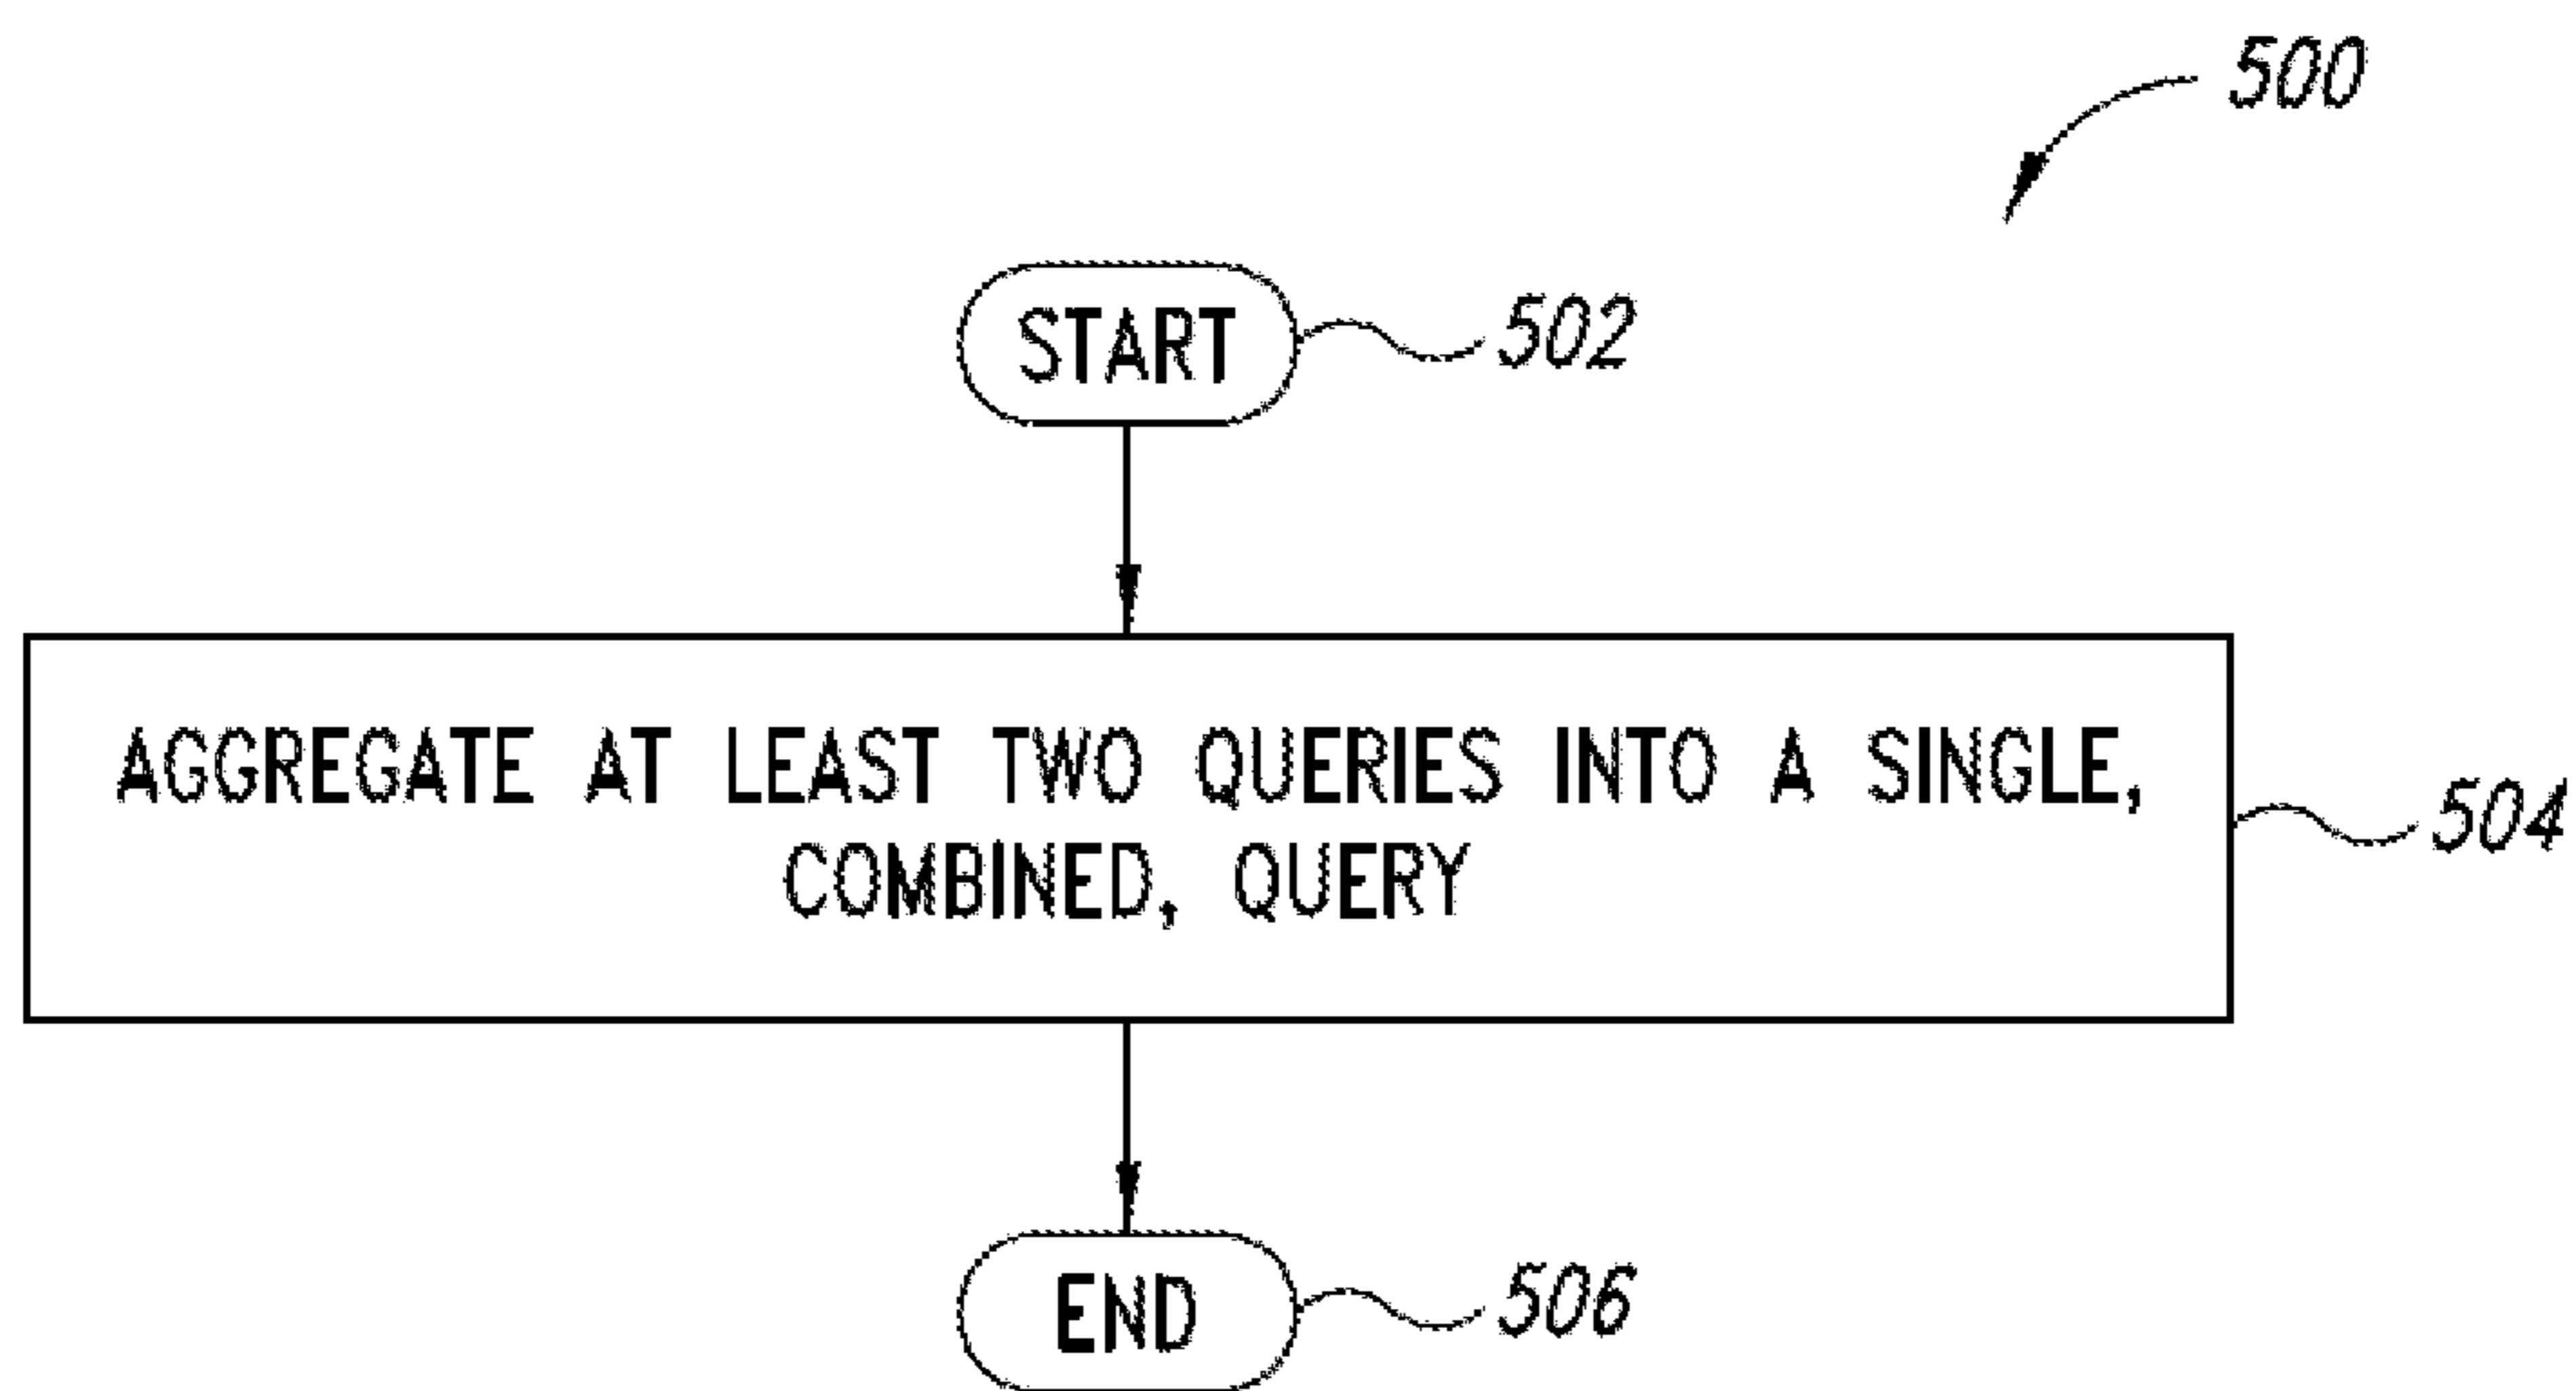 500
START
502
AGGREGATE AT LEAST TWO QUERIES INTO A SINGLE,
COMBINED, QUERY
504
END
506